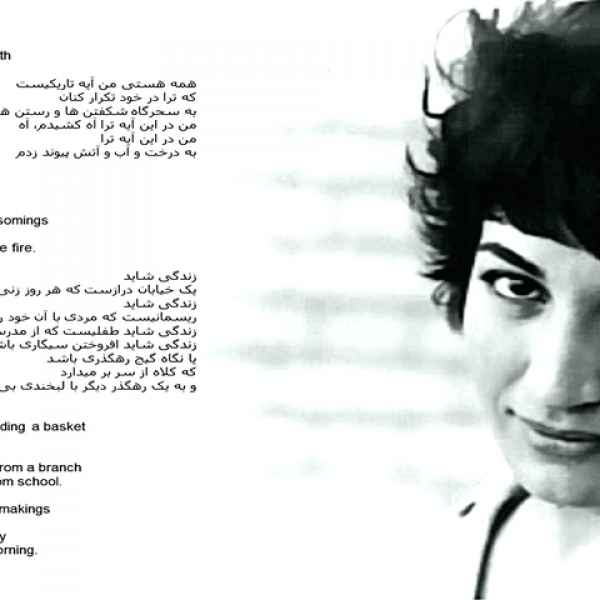 th
همه هستی من آیه تاریکیست
که ترا در خود تکرار کنان
به سحرگاه شکفتن ها و رستن ه
من در این آیه ترا آه کشیدم، آه
من در این آیه ترا
به درخت و آب و آتش پیوند زدم
somings
e fire.
زندگی شاید
یک خیابان درازست که هر روز زنی
زندگی شاید
ریسمانیست که مردی با آن خود ر
زندگی شاید طفلیست که از مدرس
زندگی شاید افروختن سیگاری باش
یا نگاه گیج رهگذری باشد
که کلاه از سر بر میدارد
و به یک رهگذر دیگر با لبخندی بی
ding a basket
rom a branch
om school.
makings
y
orning.